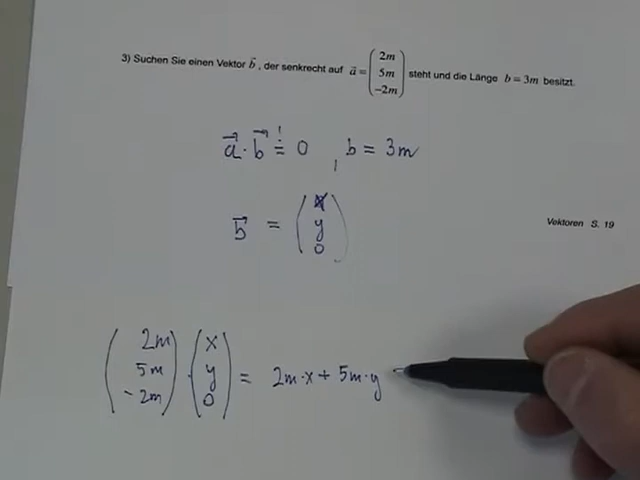 3) Suchen Sie einen Vektor b⃗, der senkrecht auf a⃗ = (2m 5m -2m) steht und die Länge b = 3m besitzt.
a⃗ · b⃗ =! 0 , b = 3m
b⃗ = (x y 0)
Vektoren S. 19
(2m 5m -2m) · (x y 0) = 2m·x + 5m·y